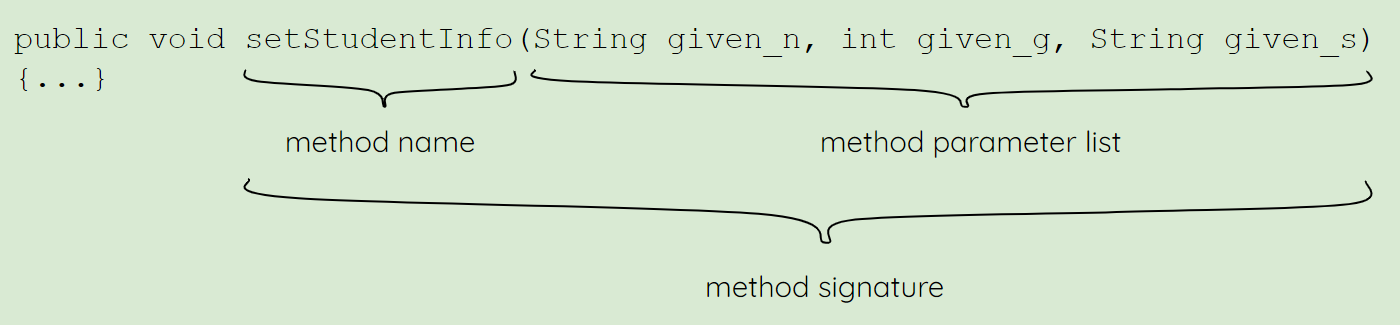 public void setStudentInfo(String given_n, int given_g, String given_s)
{...}
method name
method parameter list
method signature